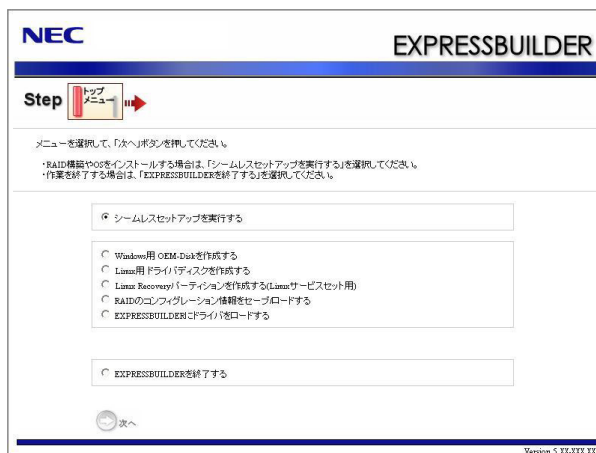 NEC
EXPRESSBUILDER
Step
トップ
メニュー
メニューを選択して、「次へ」ボタンを押してください。
・RAID構築やOSをインストールする場合は、「シームレスセットアップを実行する」を選択してください。
・作業を終了する場合は、「EXPRESSBUILDERを終了する」を選択してください。
シームレスセットアップを実行する
Windows用 OEM-Diskを作成する
Linux用 ドライバディスクを作成する
Linux Recoveryパーティションを作成する(Linuxサービスセット用)
RAIDのコンフィグレーション情報をセーブ/ロードする
EXPRESSBUILDERにドライバをロードする
EXPRESSBUILDERを終了する
次へ
Version 5.XX-XXX.XX